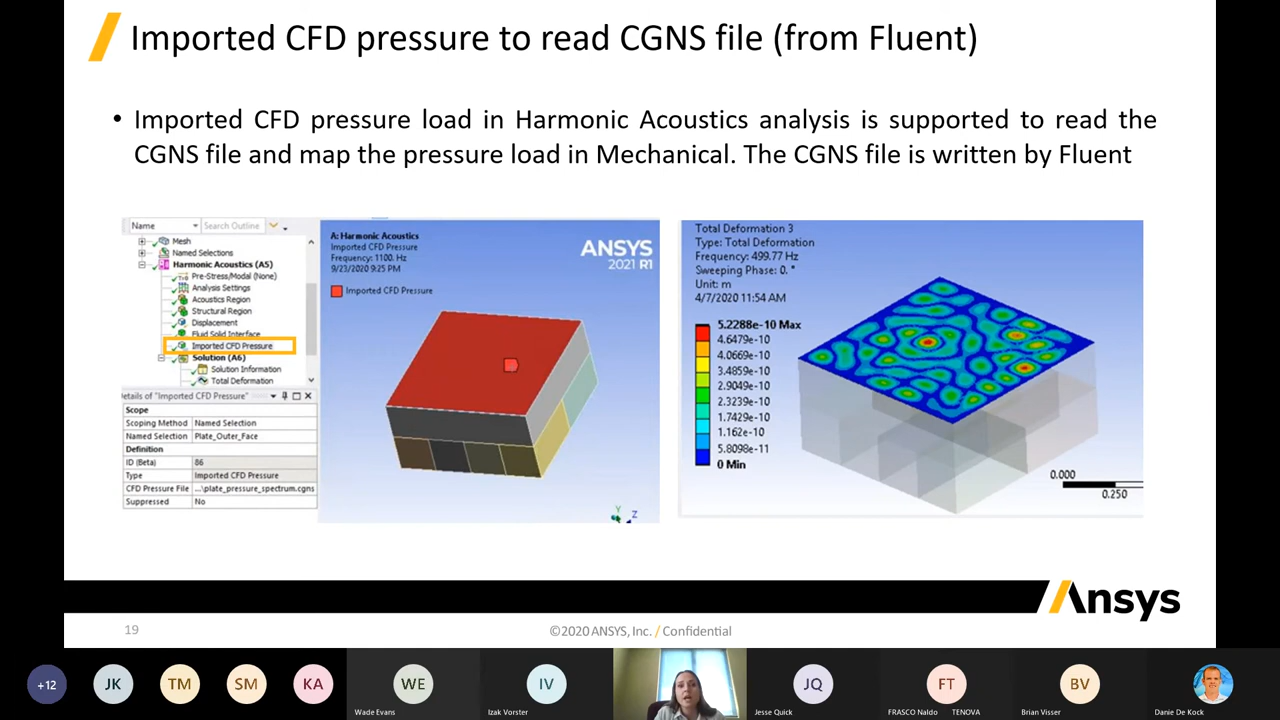 Imported CFD pressure to read CGNS file (from Fluent)
• Imported CFD pressure load in Harmonic Acoustics analysis is supported to read the
CGNS file and map the pressure load in Mechanical. The CGNS file is written by Fluent
Name
Search Outline
Mesh
Named Selections
Harmonic Acoustics (A5)
Pre-Stress/Modal (None)
Analysis Settings
Acoustics Region
Structural Region
Displacement
Fluid Solid Interface
Imported CFD Pressure
Solution (A6)
Solution Information
Total Deformation
etails of "Imported CFD Pressure"
Scope
Scoping Method Named Selection
Named Selection Plate_Outer_Face
Definition
ID (Beta) 86
Type Imported CFD Pressure
CFD Pressure File ...\plate_pressure_spectrum.cgns
Suppressed No
A: Harmonic Acoustics
Imported CFD Pressure
Frequency: 1100. Hz
9/23/2020 9:25 PM
Imported CFD Pressure
ANSYS
2021 R1
Y
Z
Total Deformation 3
Type: Total Deformation
Frequency: 499.77 Hz
Sweeping Phase: 0. °
Unit: m
4/7/2020 11:54 AM
5.2288e-10 Max
4.6479e-10
4.0669e-10
3.4859e-10
2.9049e-10
2.3239e-10
1.7429e-10
1.162e-10
5.8098e-11
0 Min
0.000
0.250
Ansys
19
©2020 ANSYS, Inc. / Confidential
+12
JK
TM
SM
KA
WE
Wade Evans
IV
Izak Vorster
JQ
Jesse Quick
FT
FRASCO Naldo TENOVA
BV
Brian Visser
Danie De Kock